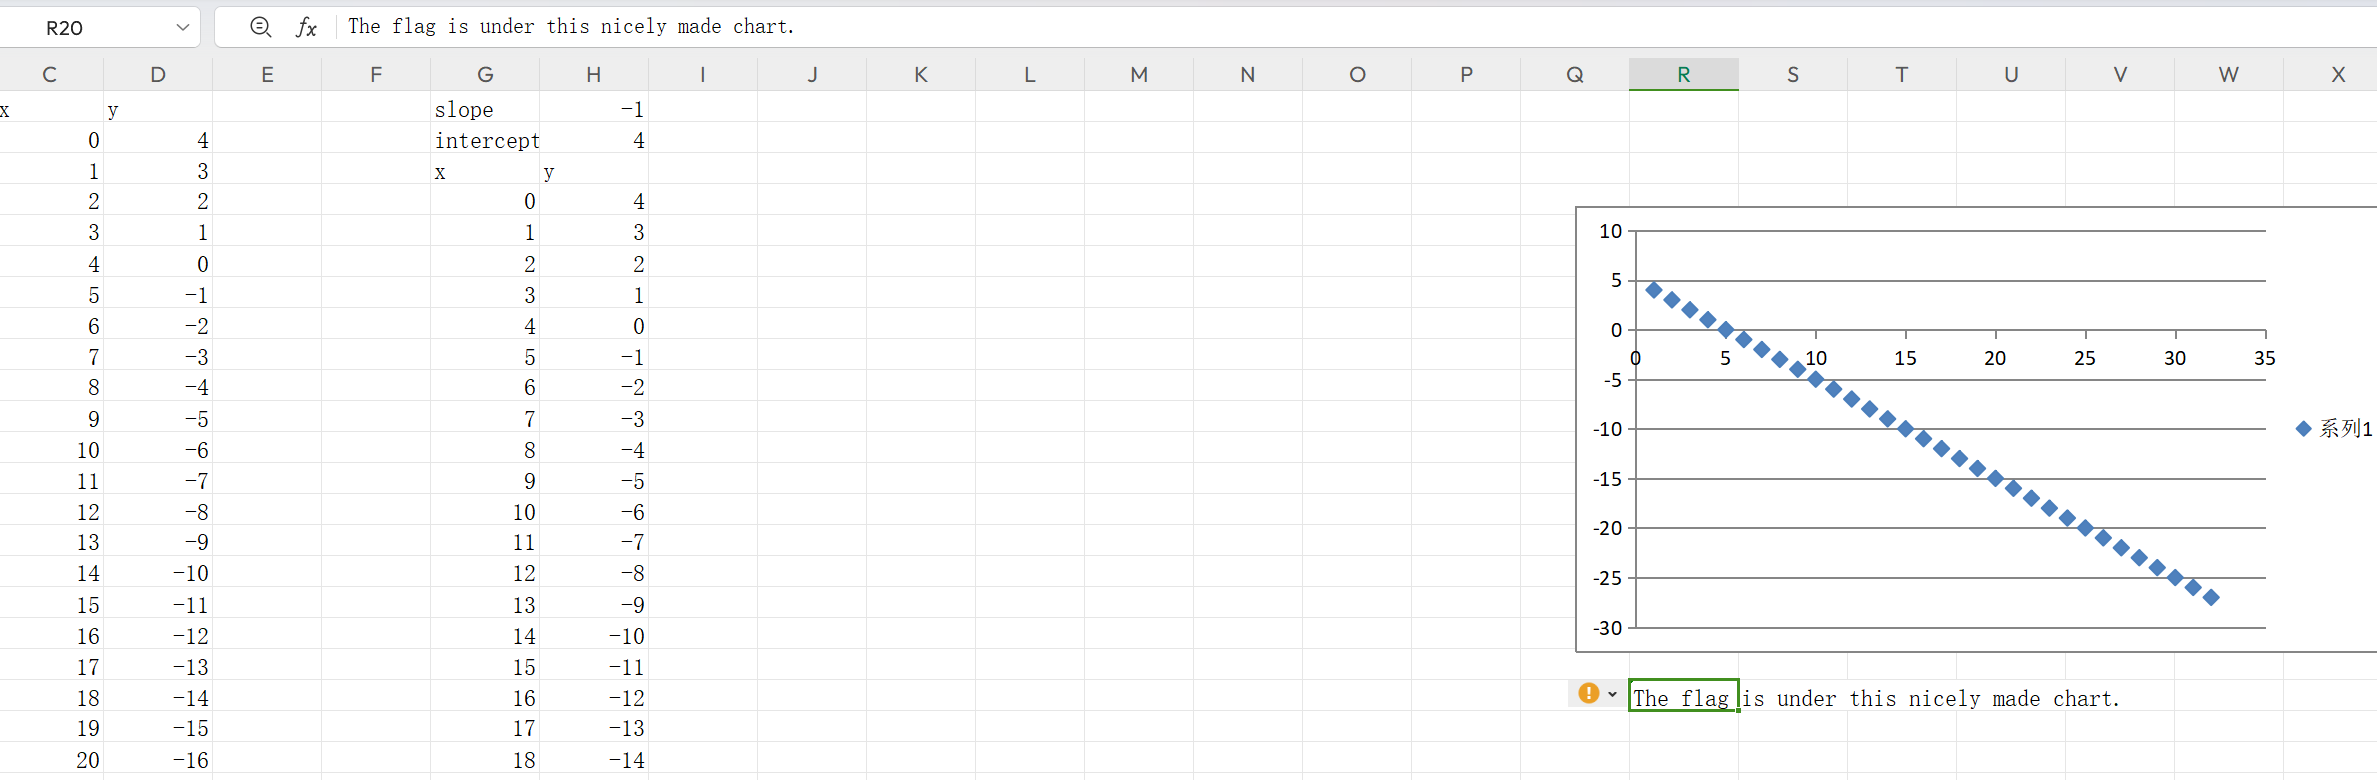 R20 fx The flag is under this nicely made chart.
C D E F G H I J K L M N O P Q R S T U V W X
x y slope -1
0 4 intercept 4
1 3 x y
2 2 0 4
3 1 1 3
4 0 2 2
5 -1 3 1
6 -2 4 0
7 -3 5 -1
8 -4 6 -2
9 -5 7 -3
10 -6 8 -4
11 -7 9 -5
12 -8 10 -6
13 -9 11 -7
14 -10 12 -8
15 -11 13 -9
16 -12 14 -10
17 -13 15 -11
18 -14 16 -12
19 -15 17 -13
20 -16 18 -14
10
5
0
0 5 10 15 20 25 30 35
-5
-10
系列1
-15
-20
-25
-30
The flag is under this nicely made chart.